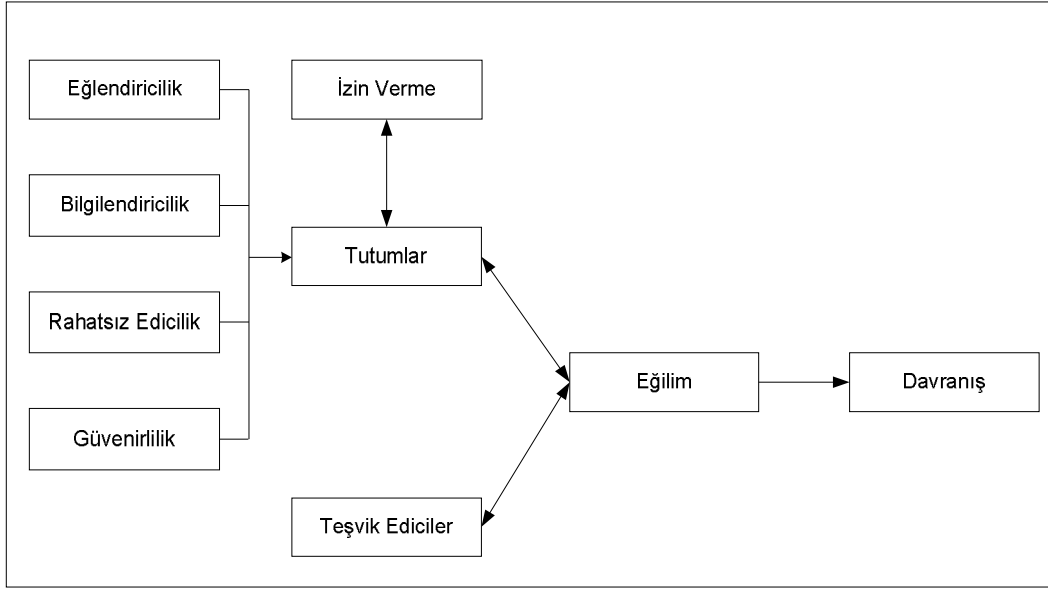 Eğlendiricilik
İzin Verme
Bilgilendiricilik
Tutumlar
Rahatsız Edicilik
Eğilim
Davranış
Güvenirlilik
Teşvik Ediciler